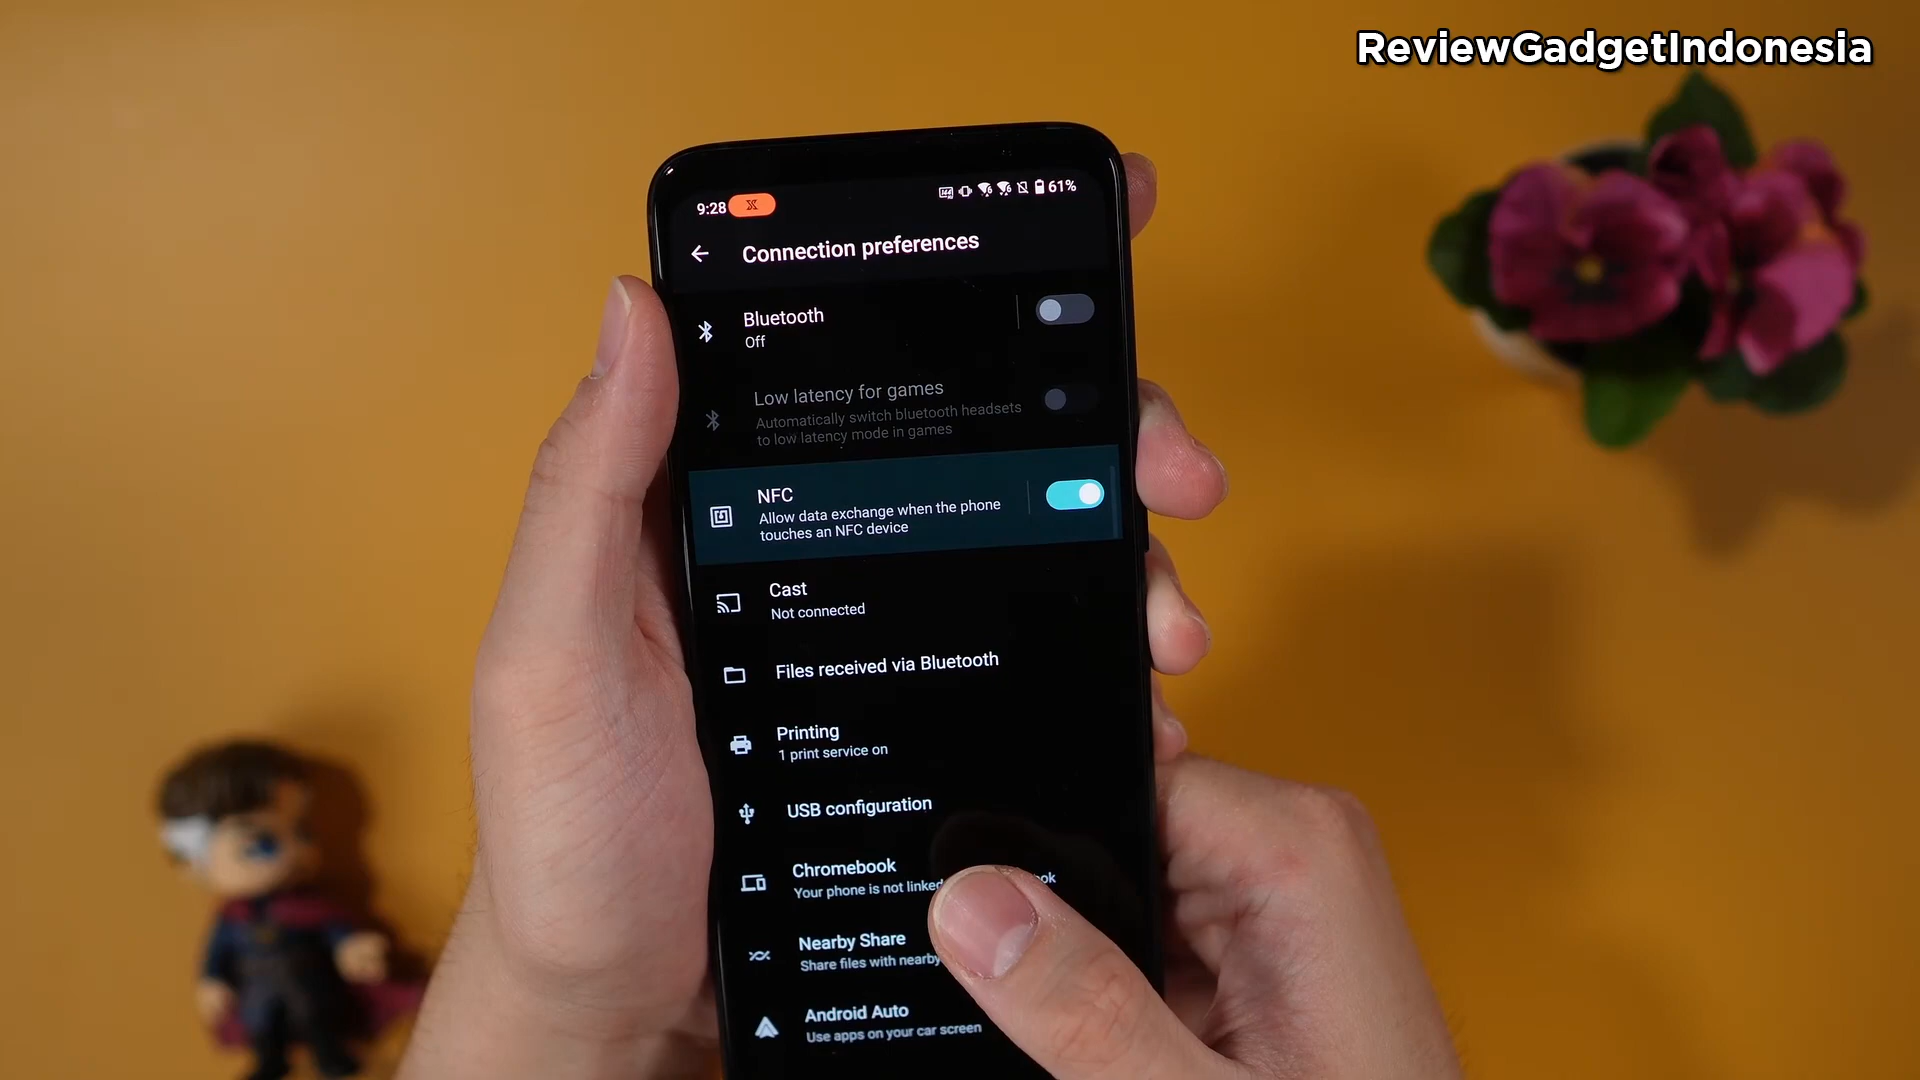 ReviewGadgetIndonesia
9:28
61%
Connection preferences
Bluetooth
Off
Low latency for games
Automatically switch bluetooth headsets
to low latency mode in games
NFC
Allow data exchange when the phone
touches an NFC device
Cast
Not connected
Files received via Bluetooth
Printing
1 print service on
USB configuration
Chromebook
Your phone is not linked
Nearby Share
Share files with nearby
Android Auto
Use apps on your car screen